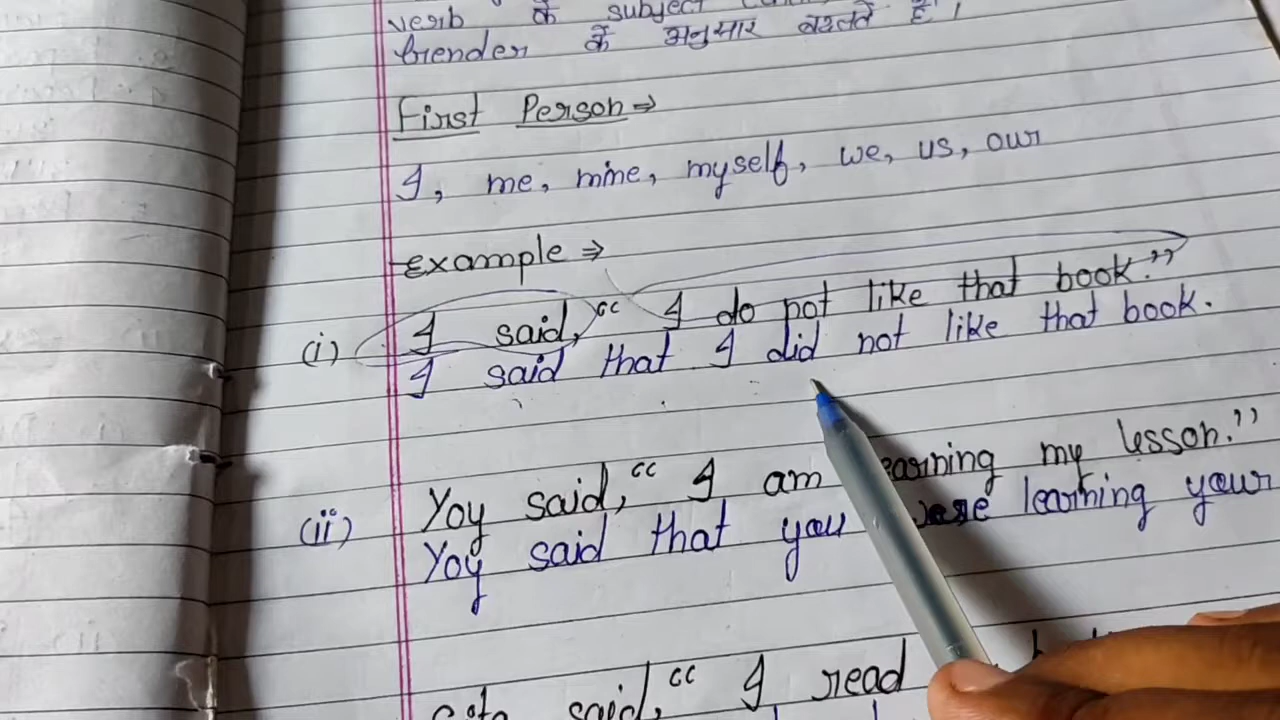 verb के subject
Gender के अनुसार बदलते है।
First Person ⇒
I, me, mine, myself, we, us, our
example ⇒
(i) I said, “ I do not like that book.”
I said that I did not like that book.
(ii) Yoy said, “ I am learning my lesson.”
Yoy said that you were learning your
said, “ I read